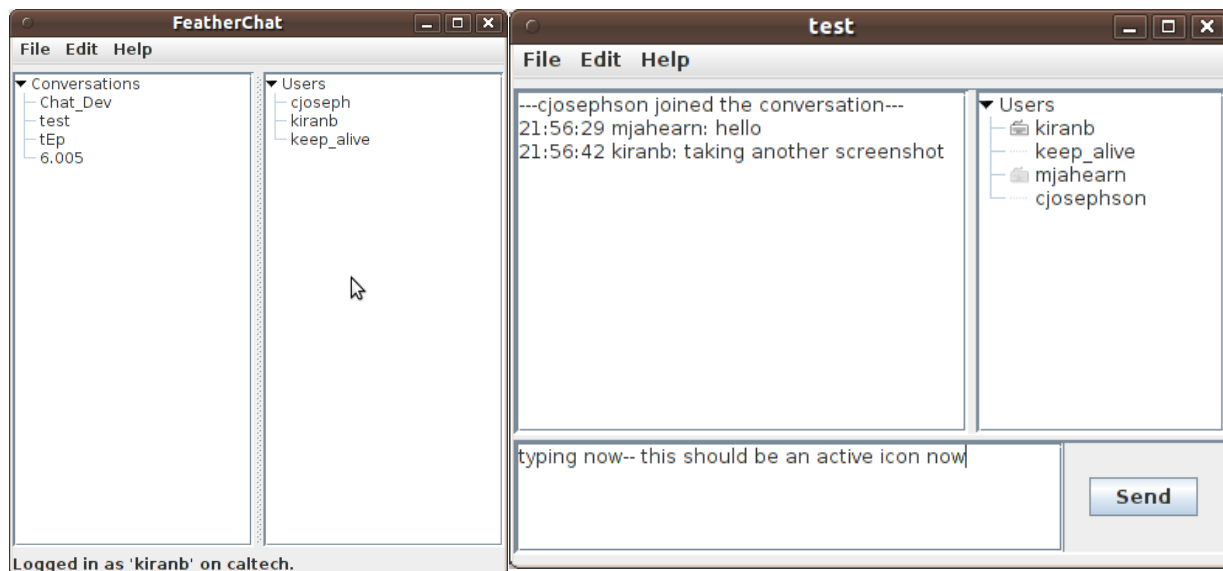 FeatherChat
File Edit Help
Conversations
Chat_Dev
test
tEp
6.005
Users
cjoseph
kiranb
keep_alive
Logged in as 'kiranb' on caltech.
test
File Edit Help
---cjosephson joined the conversation---
21:56:29 mjahearn: hello
21:56:42 kiranb: taking another screenshot
Users
kiranb
keep_alive
mjahearn
cjosephson
typing now-- this should be an active icon now
Send